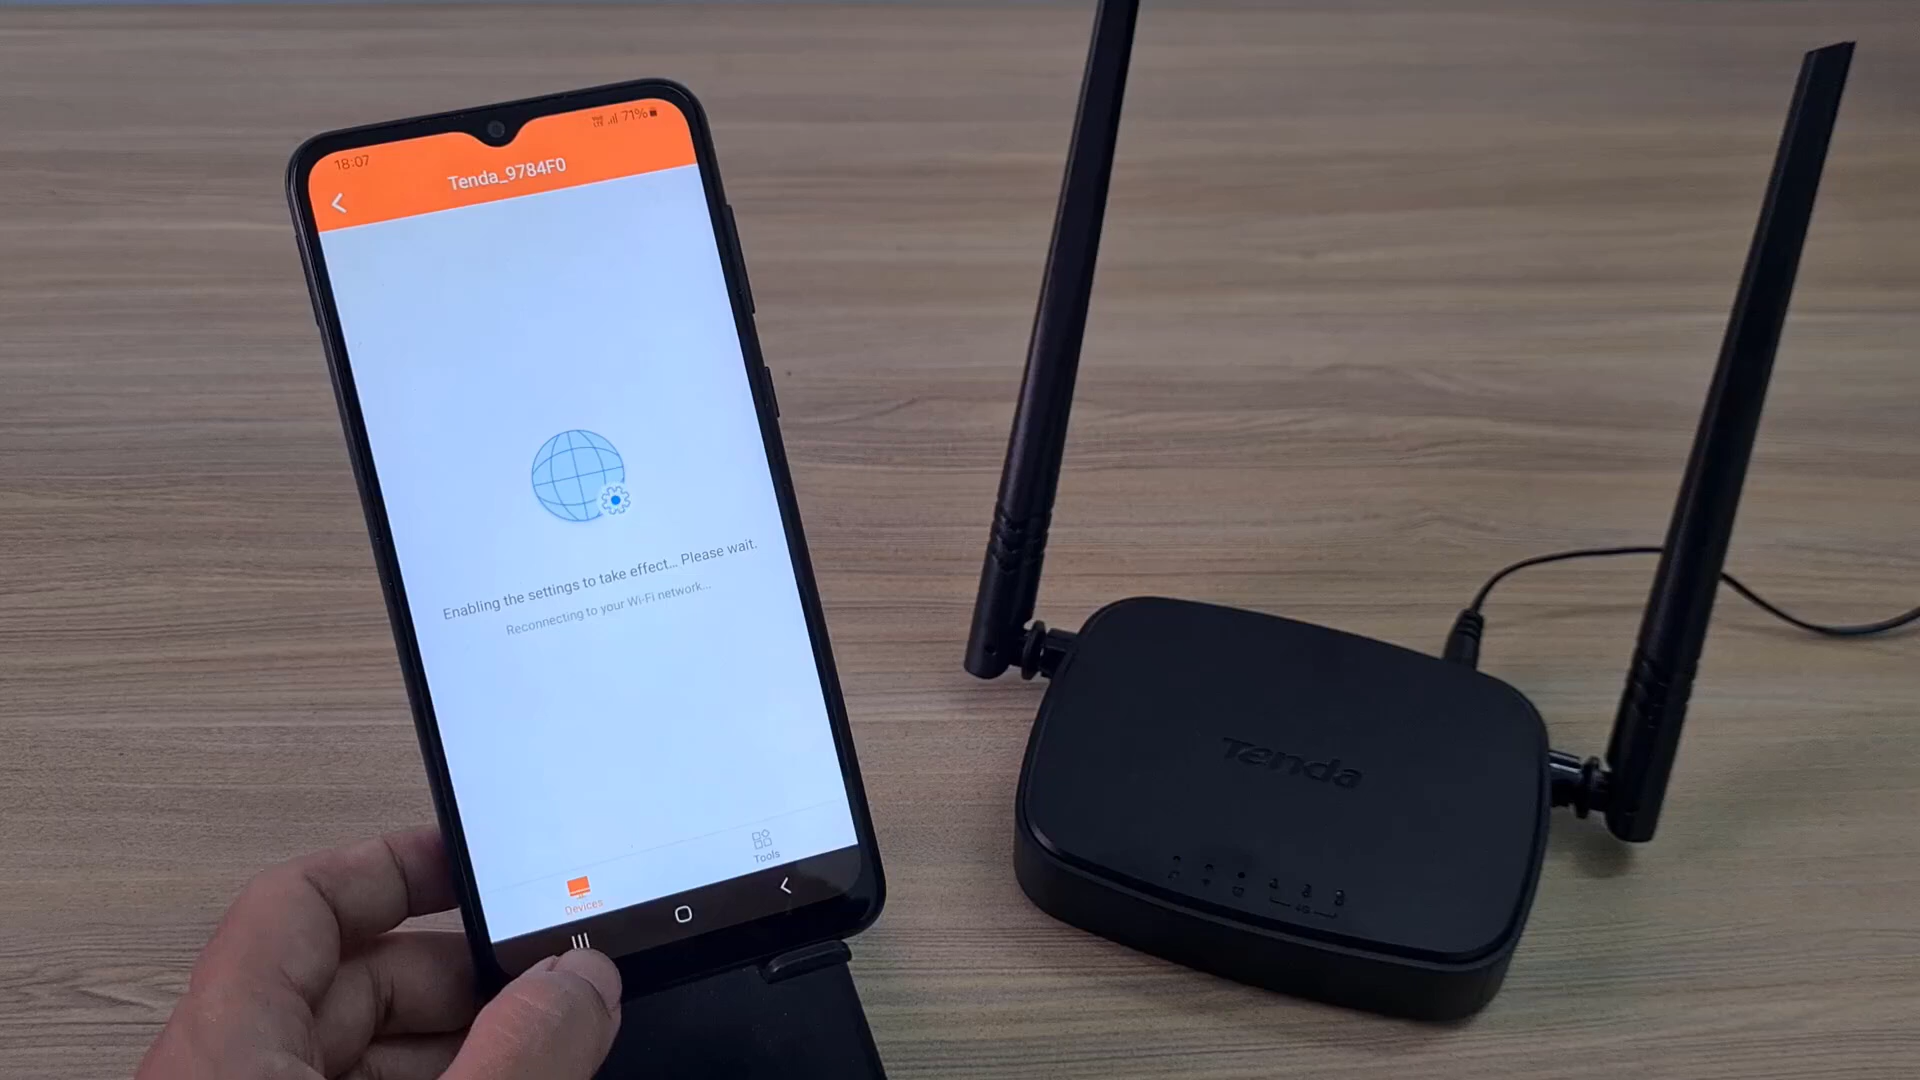 18:07
71%
Tenda_9784F0
Enabling the settings to take effect... Please wait.
Reconnecting to your Wi-Fi network...
Devices
Tools
Tenda